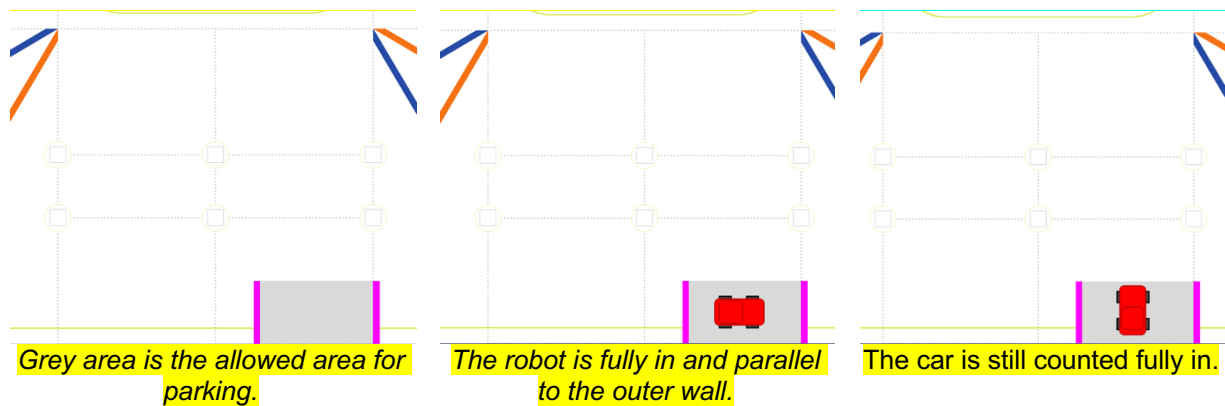 Grey area is the allowed area for
parking.
The robot is fully in and parallel
to the outer wall.
The car is still counted fully in.